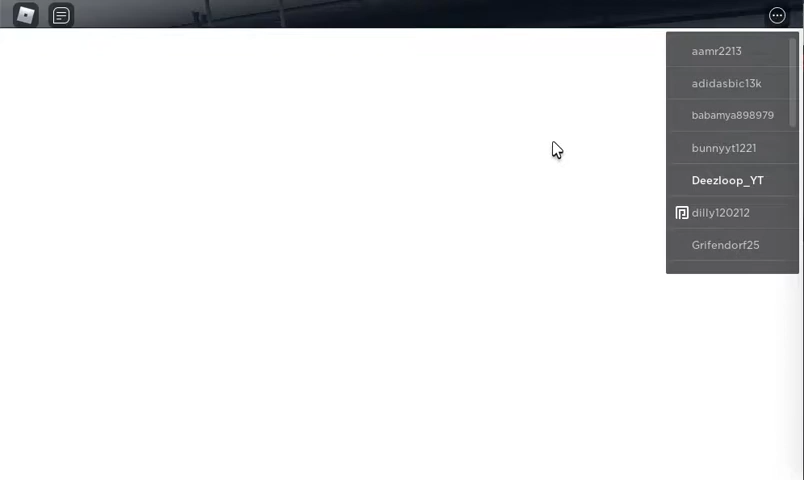 aamr2213
adidasbic13k
babamya898979
bunnyyt1221
Deezloop_YT
dilly120212
Grifendorf25